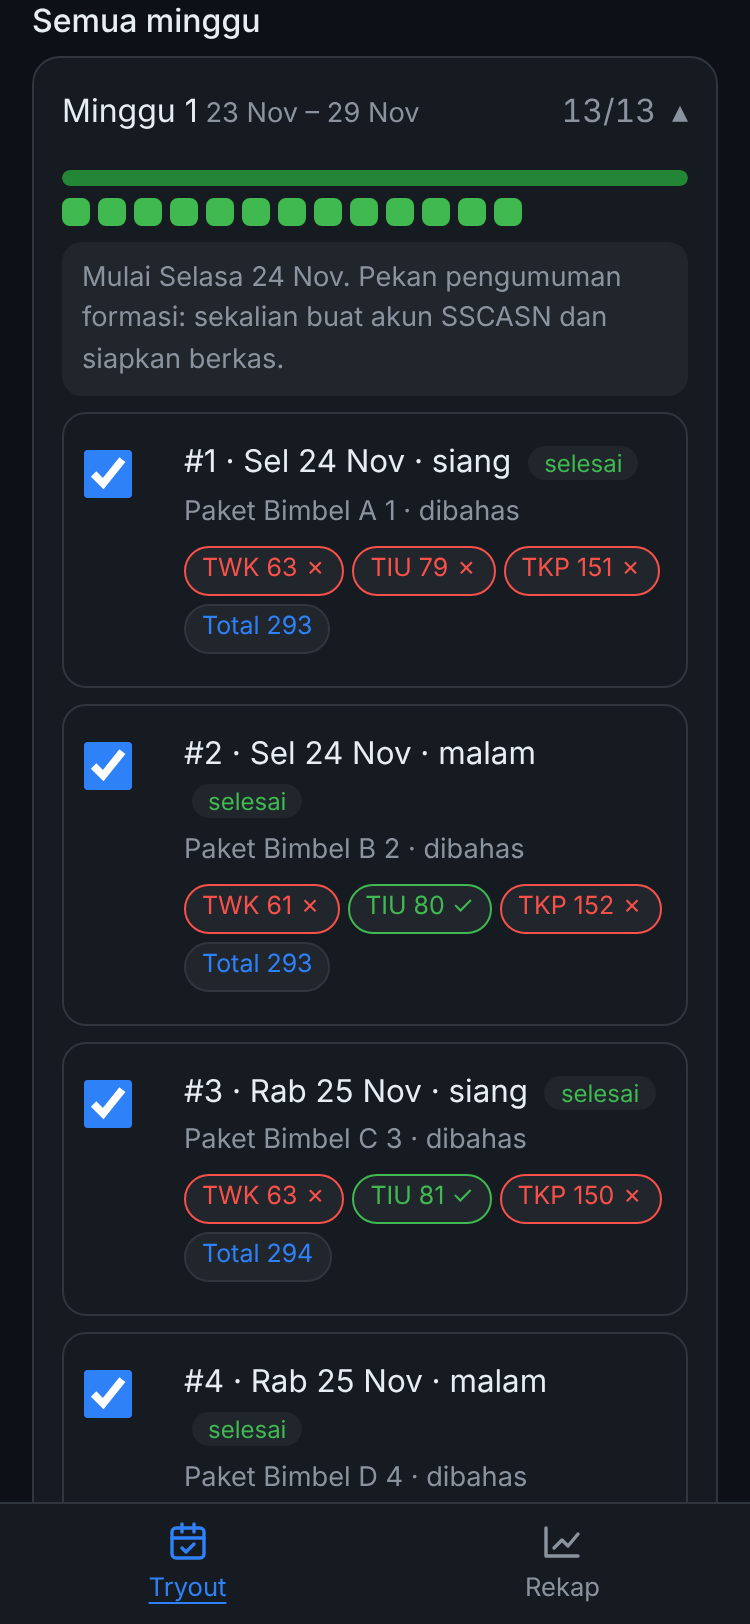 Semua minggu
Minggu 1 23 Nov – 29 Nov 13/13 ▲
Mulai Selasa 24 Nov. Pekan pengumuman
formasi: sekalian buat akun SSCASN dan
siapkan berkas.
#1 · Sel 24 Nov · siang selesai
Paket Bimbel A 1 · dibahas
TWK 63 × TIU 79 × TKP 151 ×
Total 293
#2 · Sel 24 Nov · malam
selesai
Paket Bimbel B 2 · dibahas
TWK 61 × TIU 80 ✓ TKP 152 ×
Total 293
#3 · Rab 25 Nov · siang selesai
Paket Bimbel C 3 · dibahas
TWK 63 × TIU 81 ✓ TKP 150 ×
Total 294
#4 · Rab 25 Nov · malam
selesai
Paket Bimbel D 4 · dibahas
Tryout Rekap